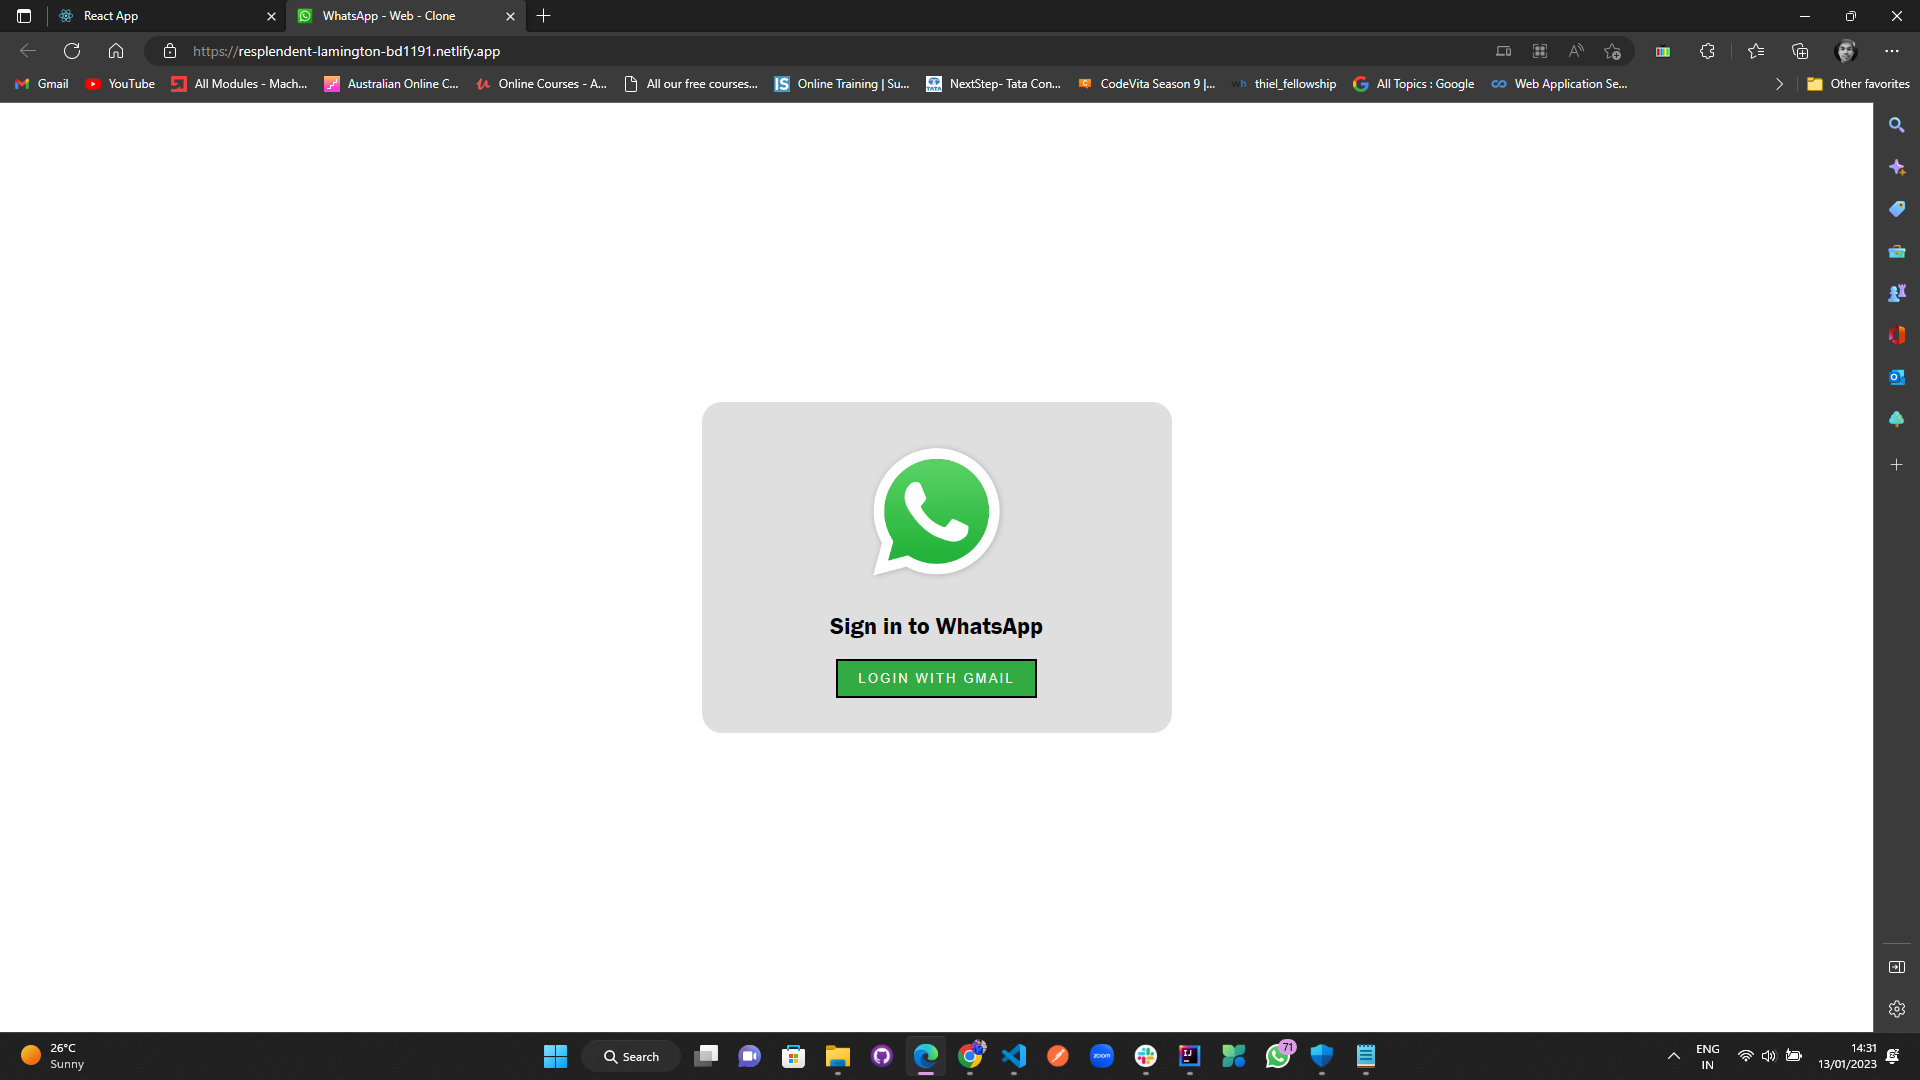 React App
WhatsApp - Web - Clone
https://resplendent-lamington-bd1191.netlify.app
Gmail
YouTube
All Modules - Mach...
Australian Online C...
Online Courses - A...
All our free courses...
Online Training | Su...
NextStep- Tata Con...
CodeVita Season 9 |...
thiel_fellowship
All Topics : Google
Web Application Se...
Other favorites
Sign in to WhatsApp
LOGIN WITH GMAIL
26°C
Sunny
Search
zoom
71
ENG
IN
14:31
13/01/2023